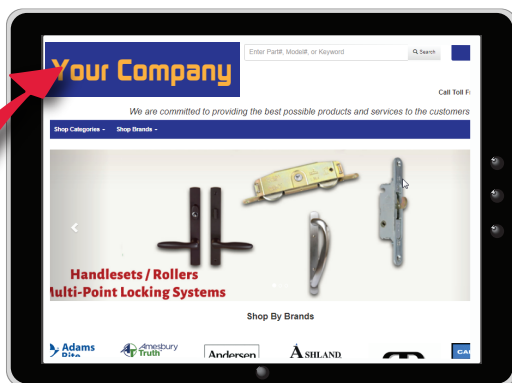 Your Company
Enter Part#, Model#, or Keyword
Search
Call Toll
We are committed to providing the best possible products and services to the customers
Shop Categories
Shop Brands
Handlesets / Rollers
Multi-Point Locking Systems
Shop By Brands
Adams
Rite
Amesbury
Truth
Andersen
ASHLAND